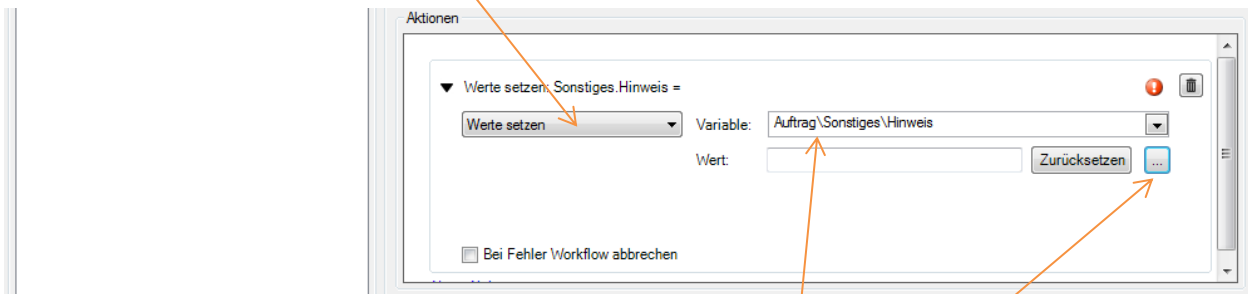 Aktionen
Werte setzen: Sonstiges.Hinweis =
Werte setzen Variable: Auftrag\Sonstiges\Hinweis
Wert: Zurücksetzen ...
Bei Fehler Workflow abbrechen